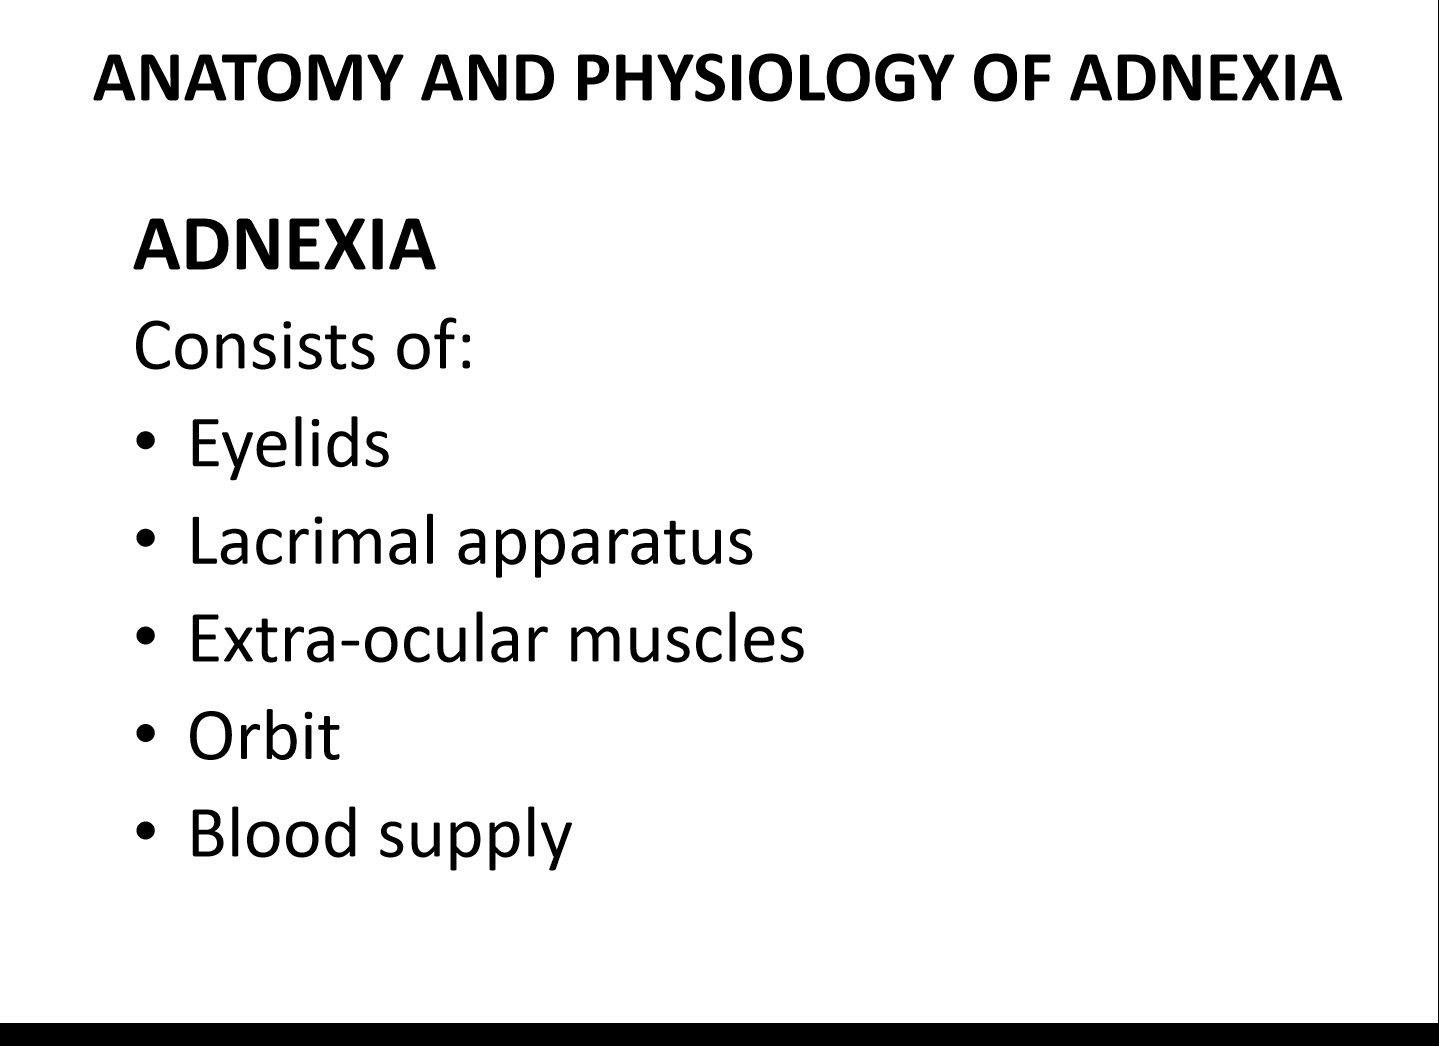 ANATOMY AND PHYSIOLOGY OF ADNEXIA
ADNEXIA
Consists of:
• Eyelids
• Lacrimal apparatus
• Extra-ocular muscles
• Orbit
• Blood supply